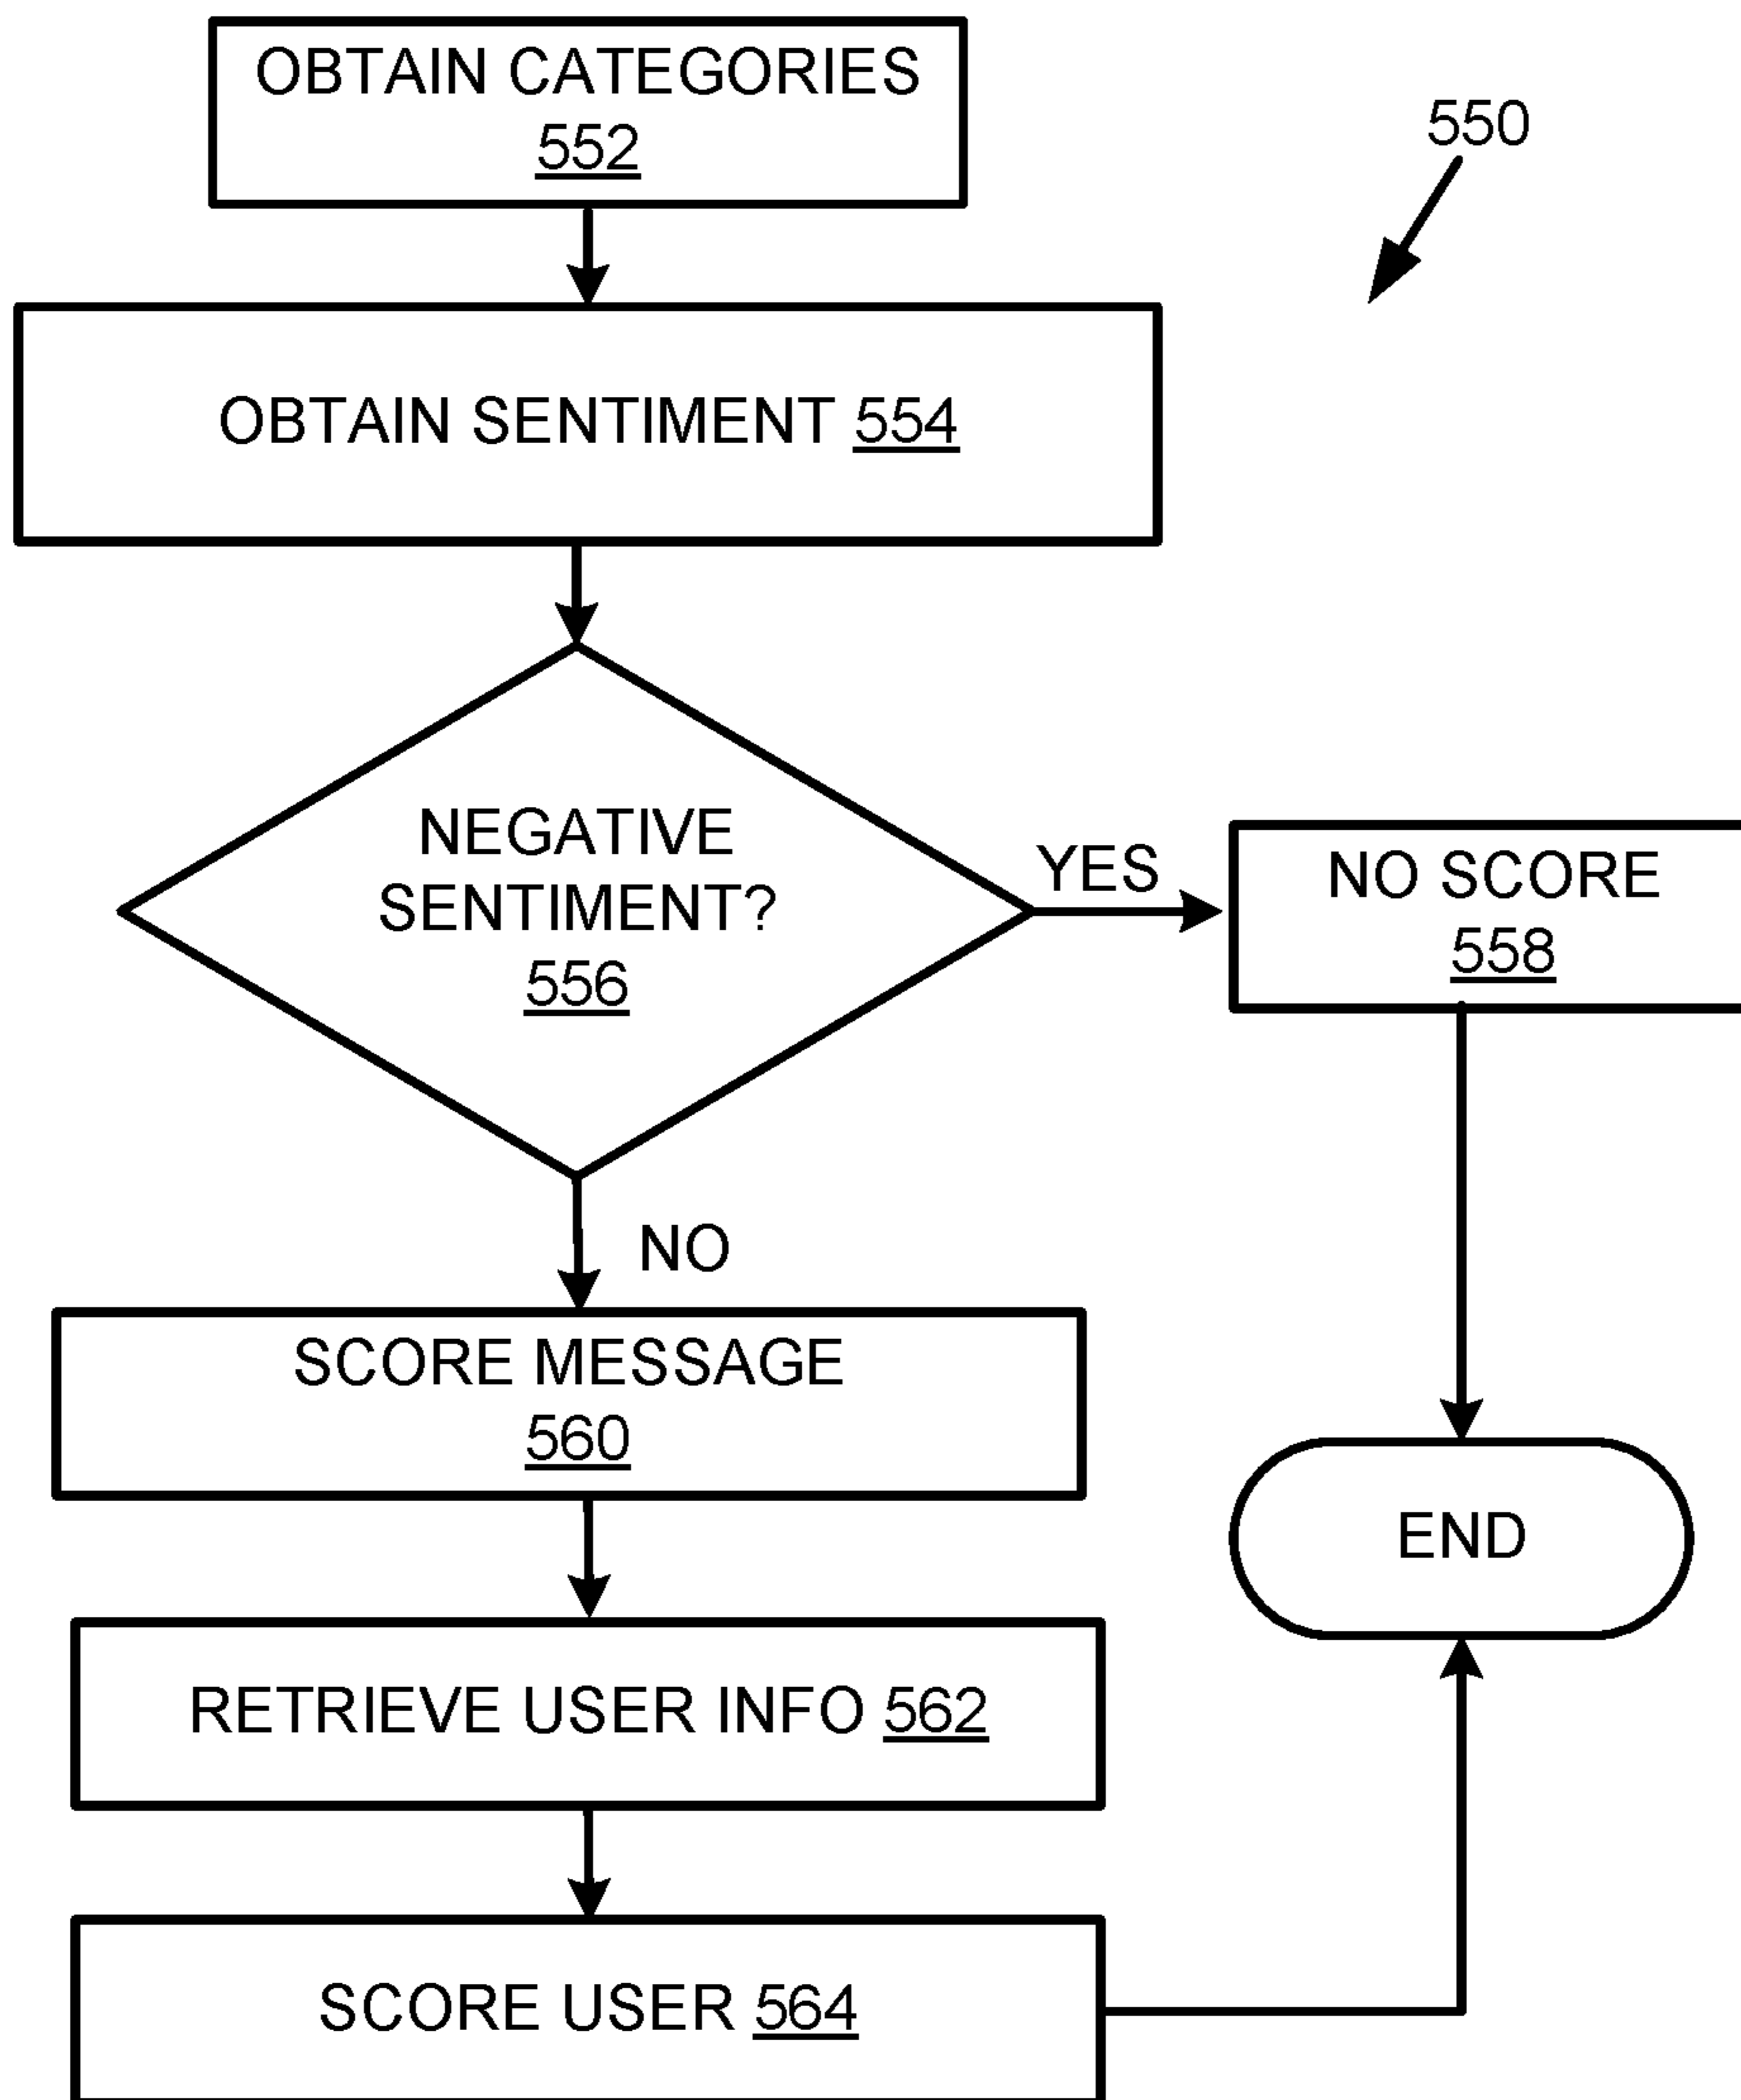 OBTAIN CATEGORIES
552
550
OBTAIN SENTIMENT 554
NEGATIVE
SENTIMENT?
556
YES
NO SCORE
558
NO
SCORE MESSAGE
560
END
RETRIEVE USER INFO 562
SCORE USER 564